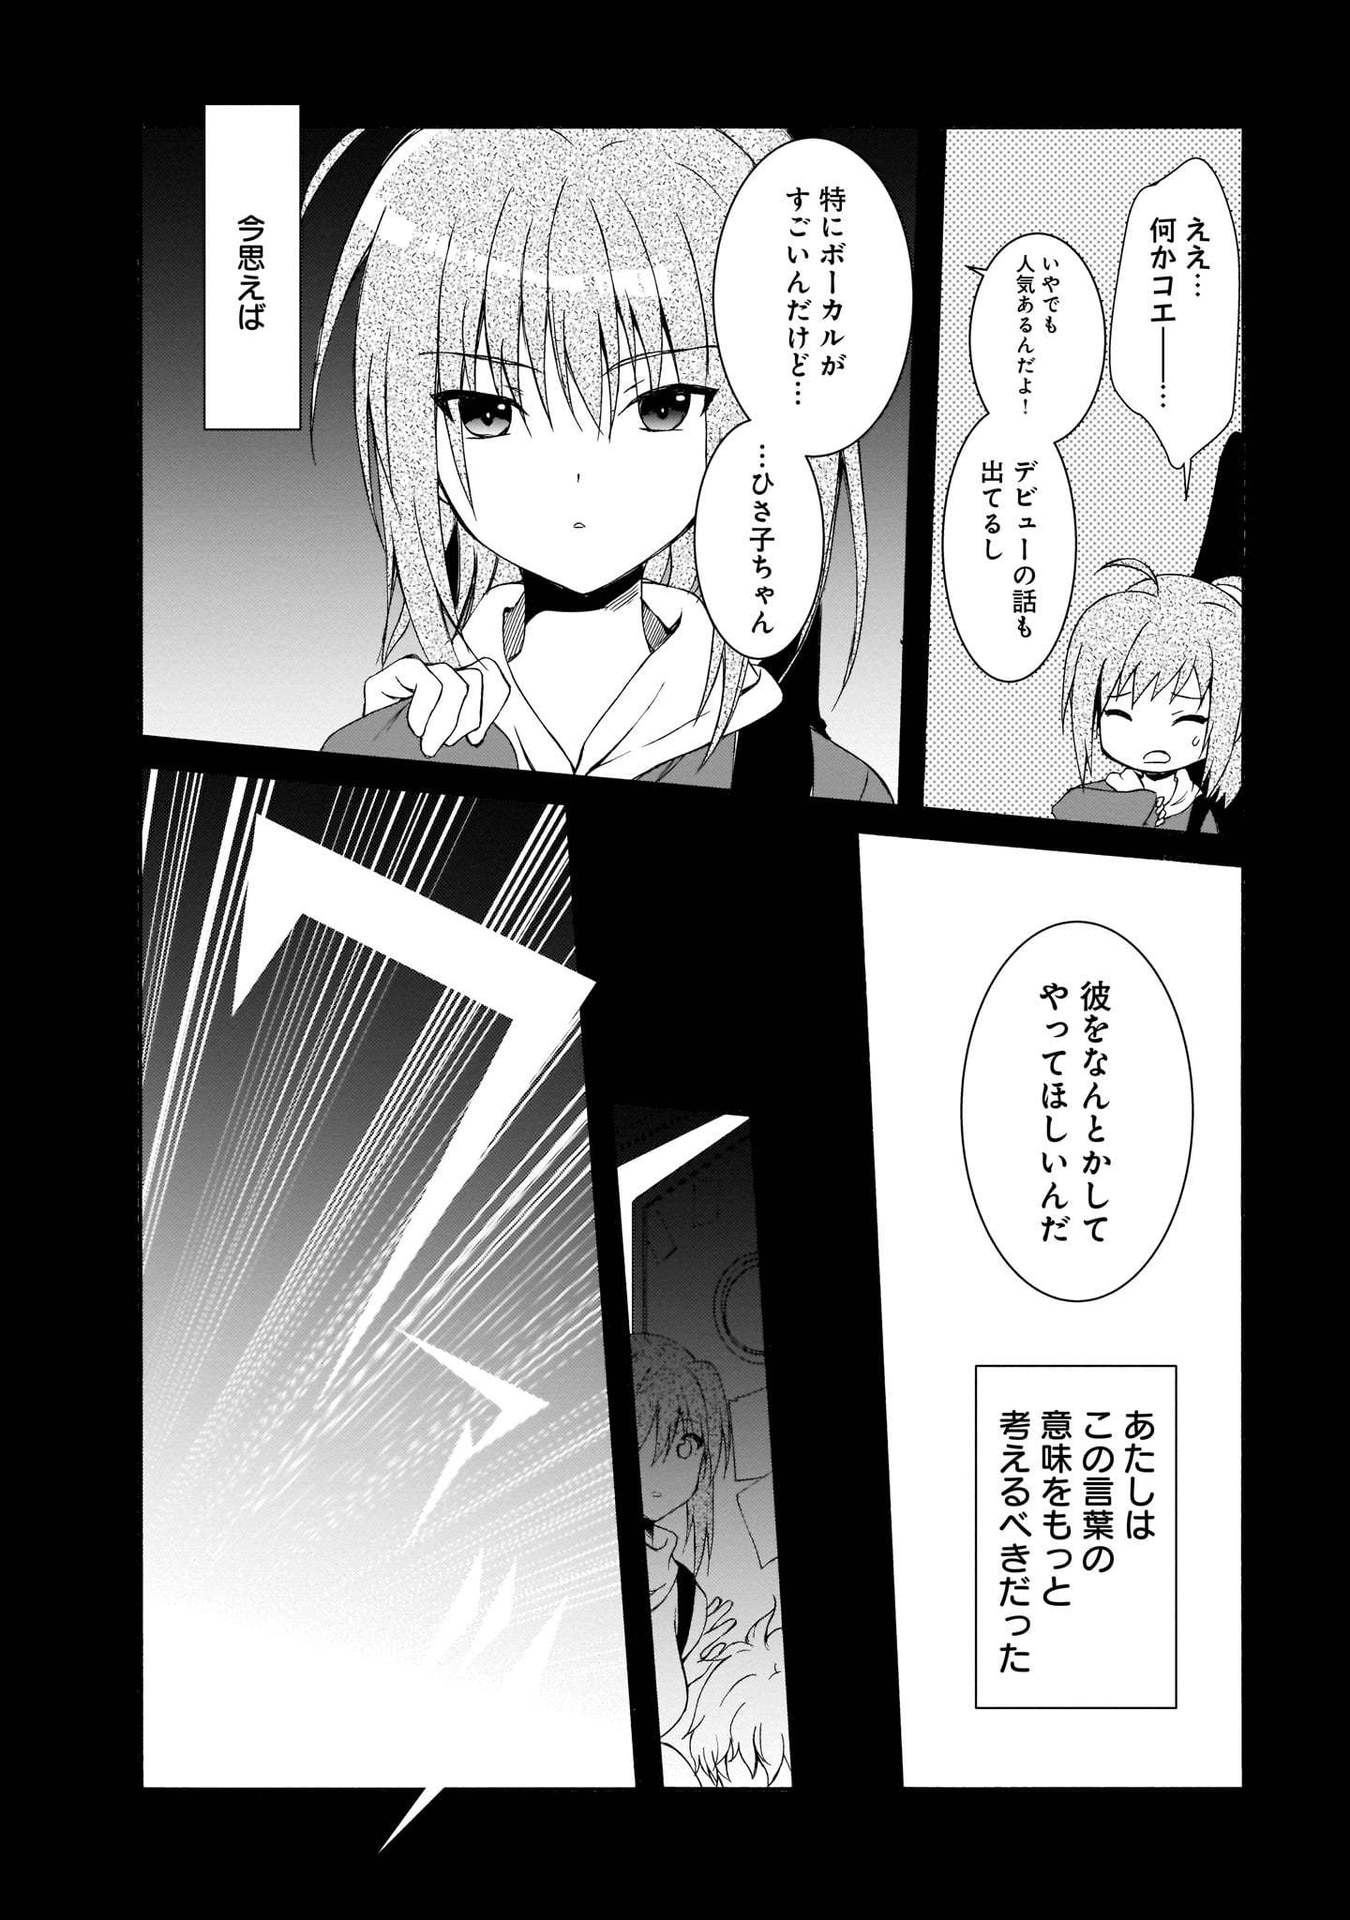 ええ…
何かコエ――…
いやでも
人気あるんだよ！
デビューの話も
出てるし
特にボーカルが
すごいんだけど…
…ひさ子ちゃん
今思えば
彼をなんとかして
やってほしいんだ
あたしは
この言葉の
意味をもっと
考えるべきだった